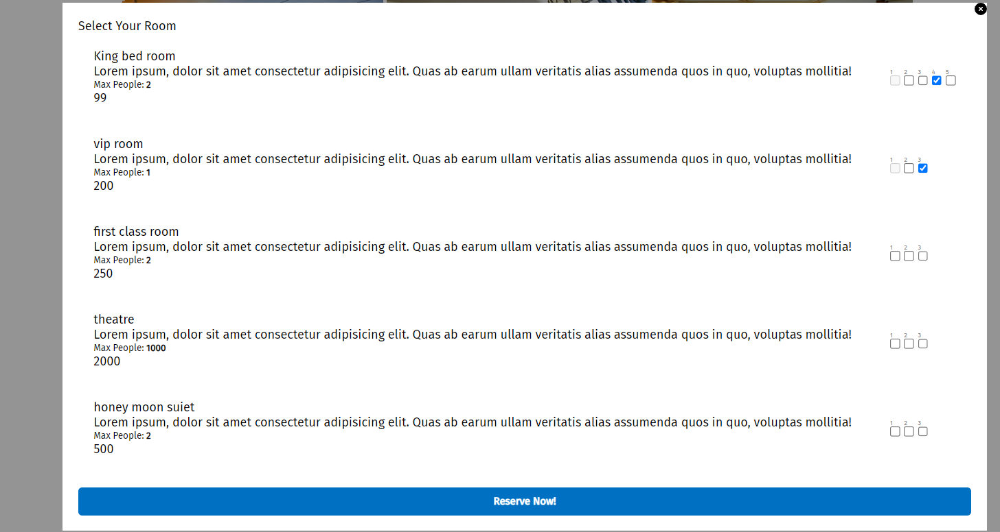 Select Your Room
King bed room
Lorem ipsum, dolor sit amet consectetur adipisicing elit. Quas ab earum ullam veritatis alias assumenda quos in quo, voluptas mollitia!
Max People: 2
99
1 2 3 4 5
vip room
Lorem ipsum, dolor sit amet consectetur adipisicing elit. Quas ab earum ullam veritatis alias assumenda quos in quo, voluptas mollitia!
Max People: 1
200
1 2 3
first class room
Lorem ipsum, dolor sit amet consectetur adipisicing elit. Quas ab earum ullam veritatis alias assumenda quos in quo, voluptas mollitia!
Max People: 2
250
1 2 3
theatre
Lorem ipsum, dolor sit amet consectetur adipisicing elit. Quas ab earum ullam veritatis alias assumenda quos in quo, voluptas mollitia!
Max People: 1000
2000
1 2 3
honey moon suiet
Lorem ipsum, dolor sit amet consectetur adipisicing elit. Quas ab earum ullam veritatis alias assumenda quos in quo, voluptas mollitia!
Max People: 2
500
1 2 3
Reserve Now!